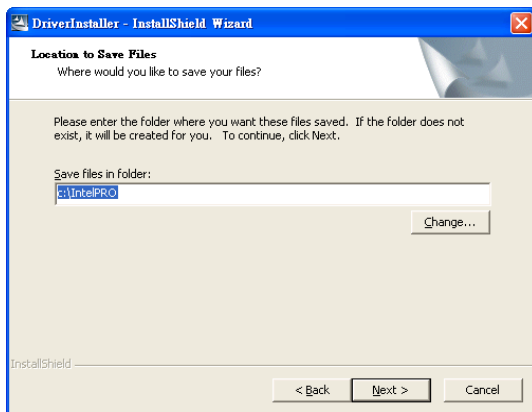 DriverInstaller - InstallShield Wizard
Location to Save Files
Where would you like to save your files?
Please enter the folder where you want these files saved. If the folder does not
exist, it will be created for you. To continue, click Next.
Save files in folder:
c:\IntelPRO
Change...
InstallShield
< Back
Next >
Cancel